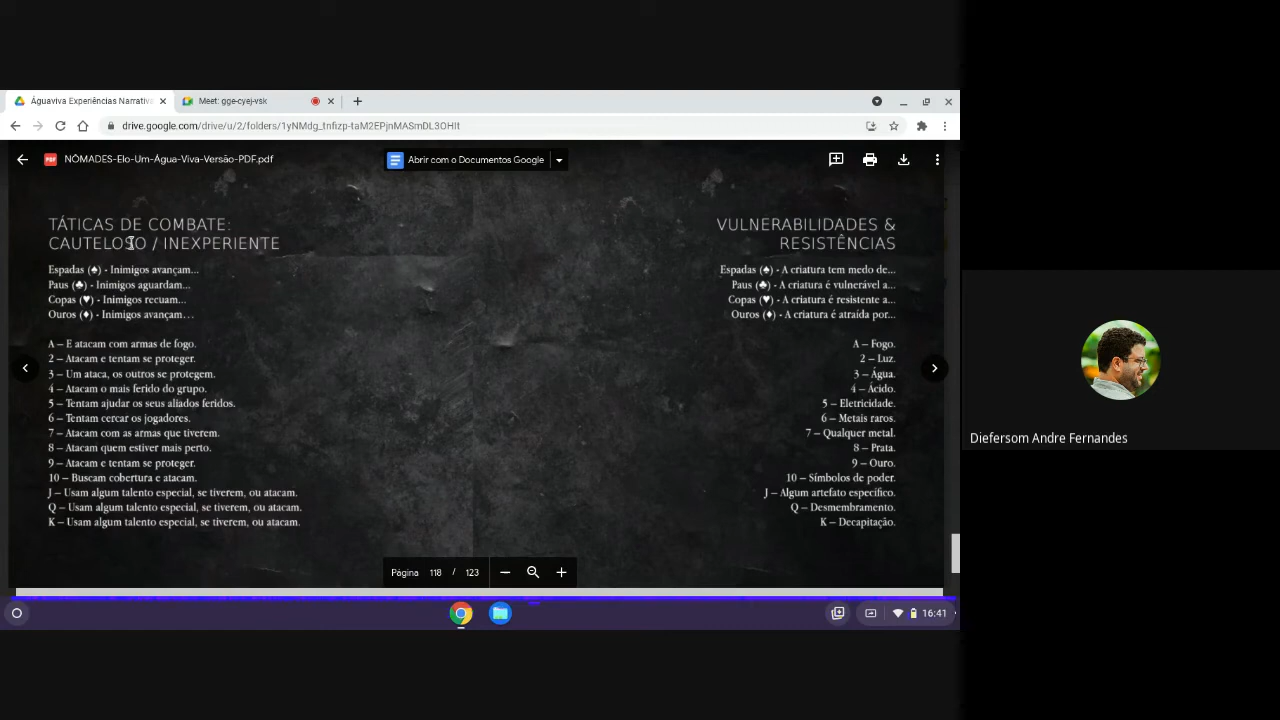 Águaviva Experiências Narrativa
Meet: gge-cyej-vsk
drive.google.com/drive/u/2/folders/1yNMdg_tnfizp-taM2EPjnMASmDL3OHIt
NÔMADES-Elo-Um-Água-Viva-Versão-PDF.pdf
Abrir com o Documentos Google
TÁTICAS DE COMBATE:
CAUTELOSO / INEXPERIENTE
Espadas (♠) - Inimigos avançam...
Paus (♣) - Inimigos aguardam...
Copas (♥) - Inimigos recuam...
Ouros (♦) - Inimigos avançam...
A – E atacam com armas de fogo.
2 – Atacam e tentam se proteger.
3 – Um ataca, os outros se protegem.
4 – Atacam o mais ferido do grupo.
5 – Tentam ajudar os seus aliados feridos.
6 – Tentam cercar os jogadores.
7 – Atacam com as armas que tiverem.
8 – Atacam quem estiver mais perto.
9 – Atacam e tentam se proteger.
10 – Buscam cobertura e atacam.
J – Usam algum talento especial, se tiverem, ou atacam.
Q – Usam algum talento especial, se tiverem, ou atacam.
K – Usam algum talento especial, se tiverem, ou atacam.
VULNERABILIDADES &
RESISTÊNCIAS
Espadas (♠) - A criatura tem medo de...
Paus (♣) - A criatura é vulnerável a...
Copas (♥) - A criatura é resistente a...
Ouros (♦) - A criatura é atraída por...
A – Fogo.
2 – Luz.
3 – Água.
4 – Ácido.
5 – Eletricidade.
6 – Metais raros.
7 – Qualquer metal.
8 – Prata.
9 – Ouro.
10 – Símbolos de poder.
J – Algum artefato específico.
Q – Desmembramento.
K – Decapitação.
Página 118 / 123
16:41
Diefersom Andre Fernandes